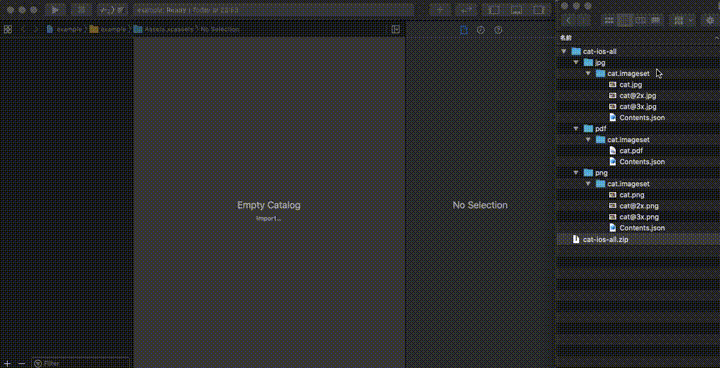 example: Ready | Today at
example 〉 example 〉 Assets.xcassets 〉 No Selection
Empty Catalog
Import...
No Selection
Filter
名前
cat-ios-all
jpg
cat.imageset
cat.jpg
cat@2x.jpg
cat@3x.jpg
Contents.json
pdf
cat.imageset
cat.pdf
Contents.json
png
cat.imageset
cat.png
cat@2x.png
cat@3x.png
Contents.json
cat-ios-all.zip